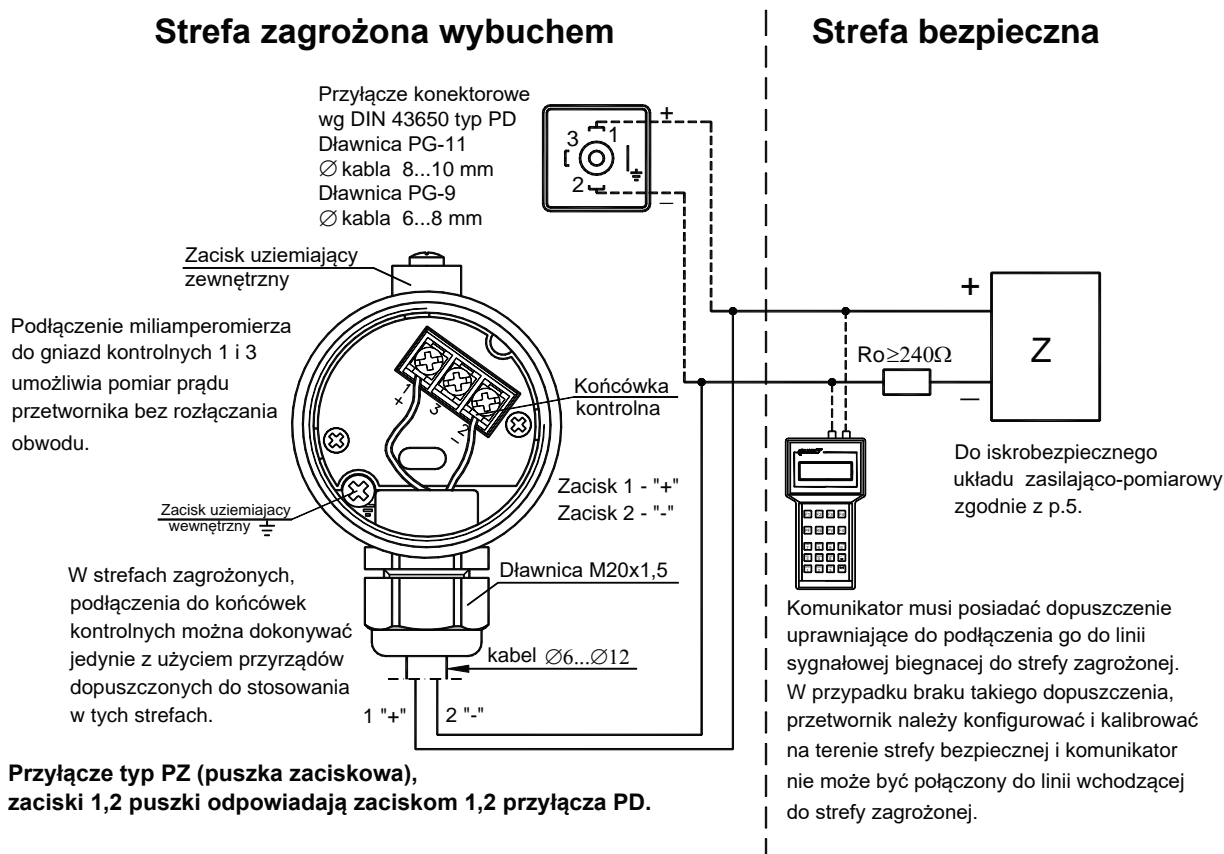 Strefa zagrożona wybuchem
Strefa bezpieczna
Przyłącze konektorowe
wg DIN 43650 typ PD
Dławnica PG-11
∅ kabla 8...10 mm
Dławnica PG-9
∅ kabla 6...8 mm
3
1
2
+
–
Zacisk uziemiający
zewnętrzny
Podłączenie miliamperomierza
do gniazd kontrolnych 1 i 3
umożliwia pomiar prądu
przetwornika bez rozłączania
obwodu.
+ 1
3
– 2
Końcówka
kontrolna
Zacisk 1 - "+"
Zacisk 2 - "-"
Zacisk uziemiajacy
wewnętrzny
W strefach zagrożonych,
podłączenia do końcówek
kontrolnych można dokonywać
jedynie z użyciem przyrządów
dopuszczonych do stosowania
w tych strefach.
Dławnica M20x1,5
kabel ∅6...∅12
1 "+"
2 "-"
Przyłącze typ PZ (puszka zaciskowa),
zaciski 1,2 puszki odpowiadają zaciskom 1,2 przyłącza PD.
+
Z
Ro≥240Ω
–
Do iskrobezpiecznego
układu zasilająco-pomiarowy
zgodnie z p.5.
Komunikator musi posiadać dopuszczenie
uprawniające do podłączenia go do linii
sygnałowej biegnacej do strefy zagrożonej.
W przypadku braku takiego dopuszczenia,
przetwornik należy konfigurować i kalibrować
na terenie strefy bezpiecznej i komunikator
nie może być połączony do linii wchodzącej
do strefy zagrożonej.